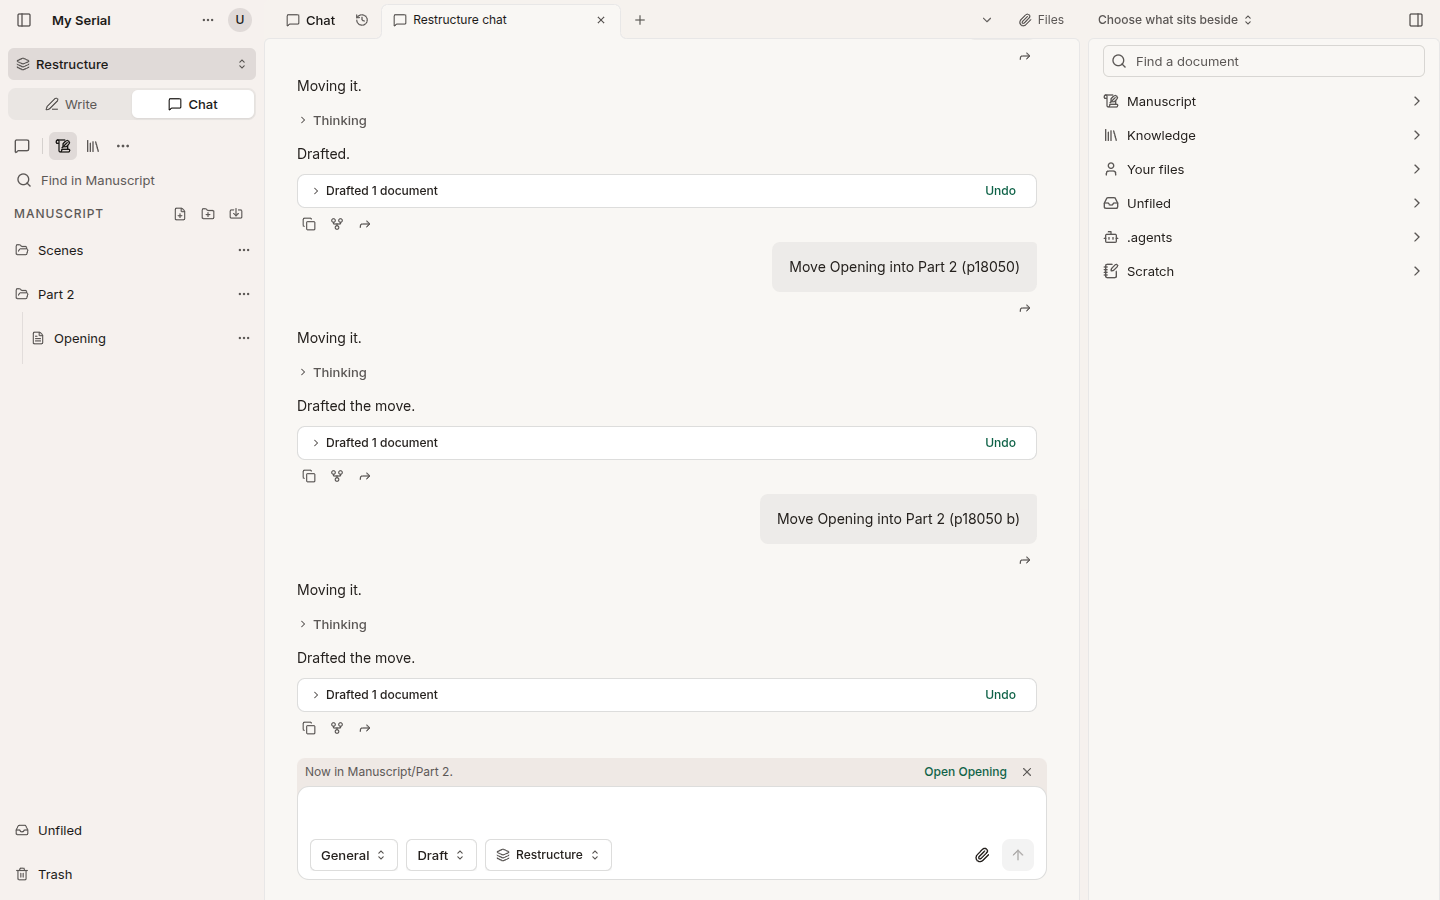 My Serial
U
Restructure
Write
Chat
Find in Manuscript
MANUSCRIPT
Scenes
Part 2
Opening
Unfiled
Trash
Chat
Restructure chat
Files
Moving it.
Thinking
Drafted.
Drafted 1 document
Undo
Move Opening into Part 2 (p18050)
Moving it.
Thinking
Drafted the move.
Drafted 1 document
Undo
Move Opening into Part 2 (p18050 b)
Moving it.
Thinking
Drafted the move.
Drafted 1 document
Undo
Now in Manuscript/Part 2.
Open Opening
General
Draft
Restructure
Choose what sits beside
Find a document
Manuscript
Knowledge
Your files
Unfiled
.agents
Scratch